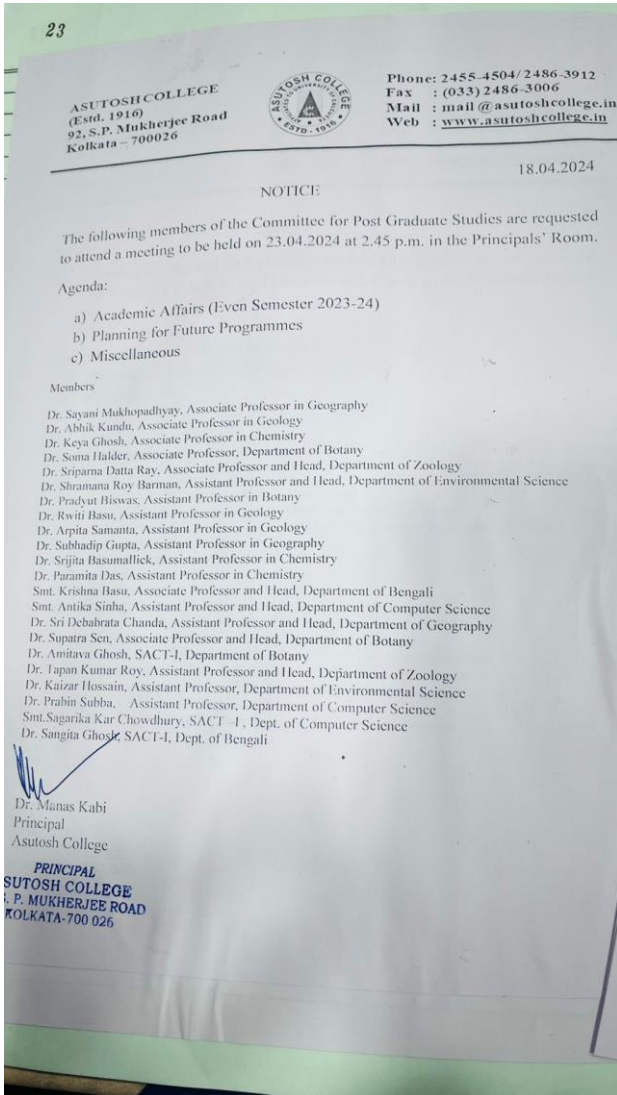 23
ASUTOSH COLLEGE
(Estd. 1916)
92, S.P. Mukherjee Road
Kolkata – 700026
ASUTOSH COLLEGE
ESTD - 1916
Phone: 2455-4504/ 2486-3912
Fax : (033) 2486-3006
Mail : mail @asutoshcollege.in
Web : www.asutoshcollege.in
18.04.2024
NOTICE
The following members of the Committee for Post Graduate Studies are requested
to attend a meeting to be held on 23.04.2024 at 2.45 p.m. in the Principals' Room.
Agenda:
a) Academic Affairs (Even Semester 2023-24)
b) Planning for Future Programmes
c) Miscellaneous
Members
Dr. Sayani Mukhopadhyay, Associate Professor in Geography
Dr. Abhik Kundu, Associate Professor in Geology
Dr. Keya Ghosh, Associate Professor in Chemistry
Dr. Soma Halder, Associate Professor, Department of Botany
Dr. Sriparna Datta Ray, Associate Professor and Head, Department of Zoology
Dr. Shramana Roy Barman, Assistant Professor and Head, Department of Environmental Science
Dr. Pradyut Biswas, Assistant Professor in Botany
Dr. Rwiti Basu, Assistant Professor in Geology
Dr. Arpita Samanta, Assistant Professor in Geology
Dr. Subhadip Gupta, Assistant Professor in Geography
Dr. Srijita Basumallick, Assistant Professor in Chemistry
Dr. Paramita Das, Assistant Professor in Chemistry
Smt. Krishna Basu, Associate Professor and Head, Department of Bengali
Smt. Antika Sinha, Assistant Professor and Head, Department of Computer Science
Dr. Sri Debabrata Chanda, Assistant Professor and Head, Department of Geography
Dr. Supatra Sen, Associate Professor and Head, Department of Botany
Dr. Amitava Ghosh, SACT-I, Department of Botany
Dr. Tapan Kumar Roy, Assistant Professor and Head, Department of Zoology
Dr. Kaizar Hossain, Assistant Professor, Department of Environmental Science
Dr. Prabin Subba, Assistant Professor, Department of Computer Science
Smt.Sagarika Kar Chowdhury, SACT –I , Dept. of Computer Science
Dr. Sangita Ghosh, SACT-I, Dept. of Bengali
Dr. Manas Kabi
Principal
Asutosh College
PRINCIPAL
SUTOSH COLLEGE
. P. MUKHERJEE ROAD
KOLKATA-700 026